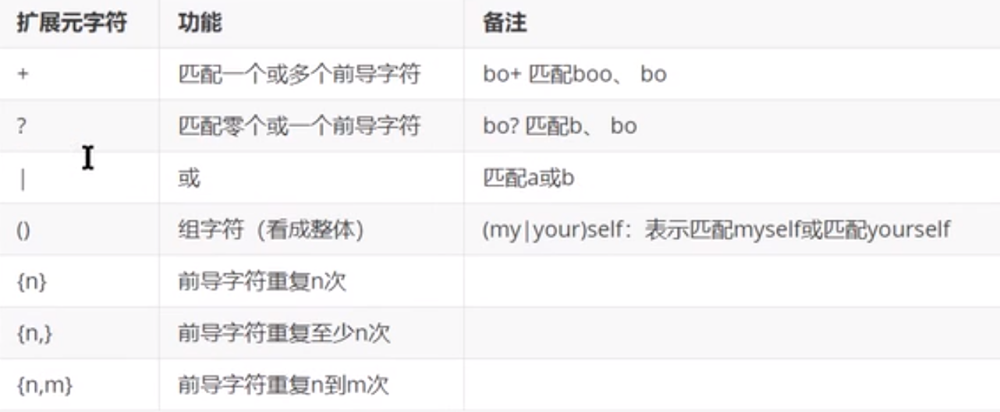 扩展元字符 功能 备注
+ 匹配一个或多个前导字符 bo+ 匹配boo、 bo
? 匹配零个或一个前导字符 bo? 匹配b、 bo
| 或 匹配a或b
() 组字符（看成整体） (my|your)self：表示匹配myself或匹配yourself
{n} 前导字符重复n次
{n,} 前导字符重复至少n次
{n,m} 前导字符重复n到m次